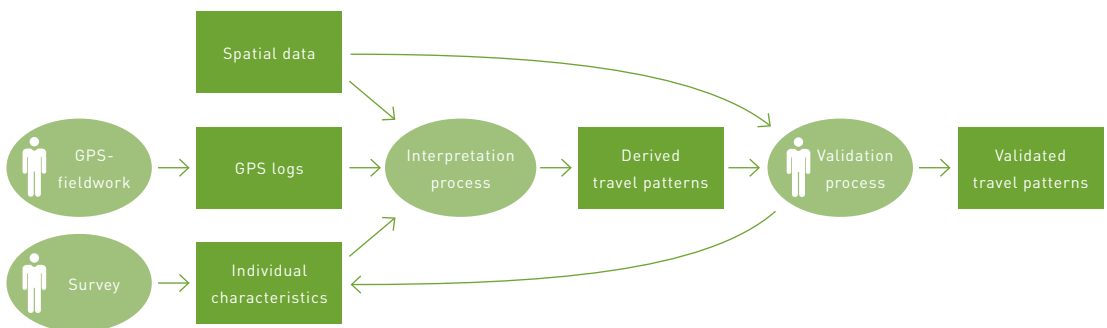 Spatial data
GPS-
fieldwork
GPS logs
Interpretation
process
Derived
travel patterns
Validation
process
Validated
travel patterns
Survey
Individual
characteristics